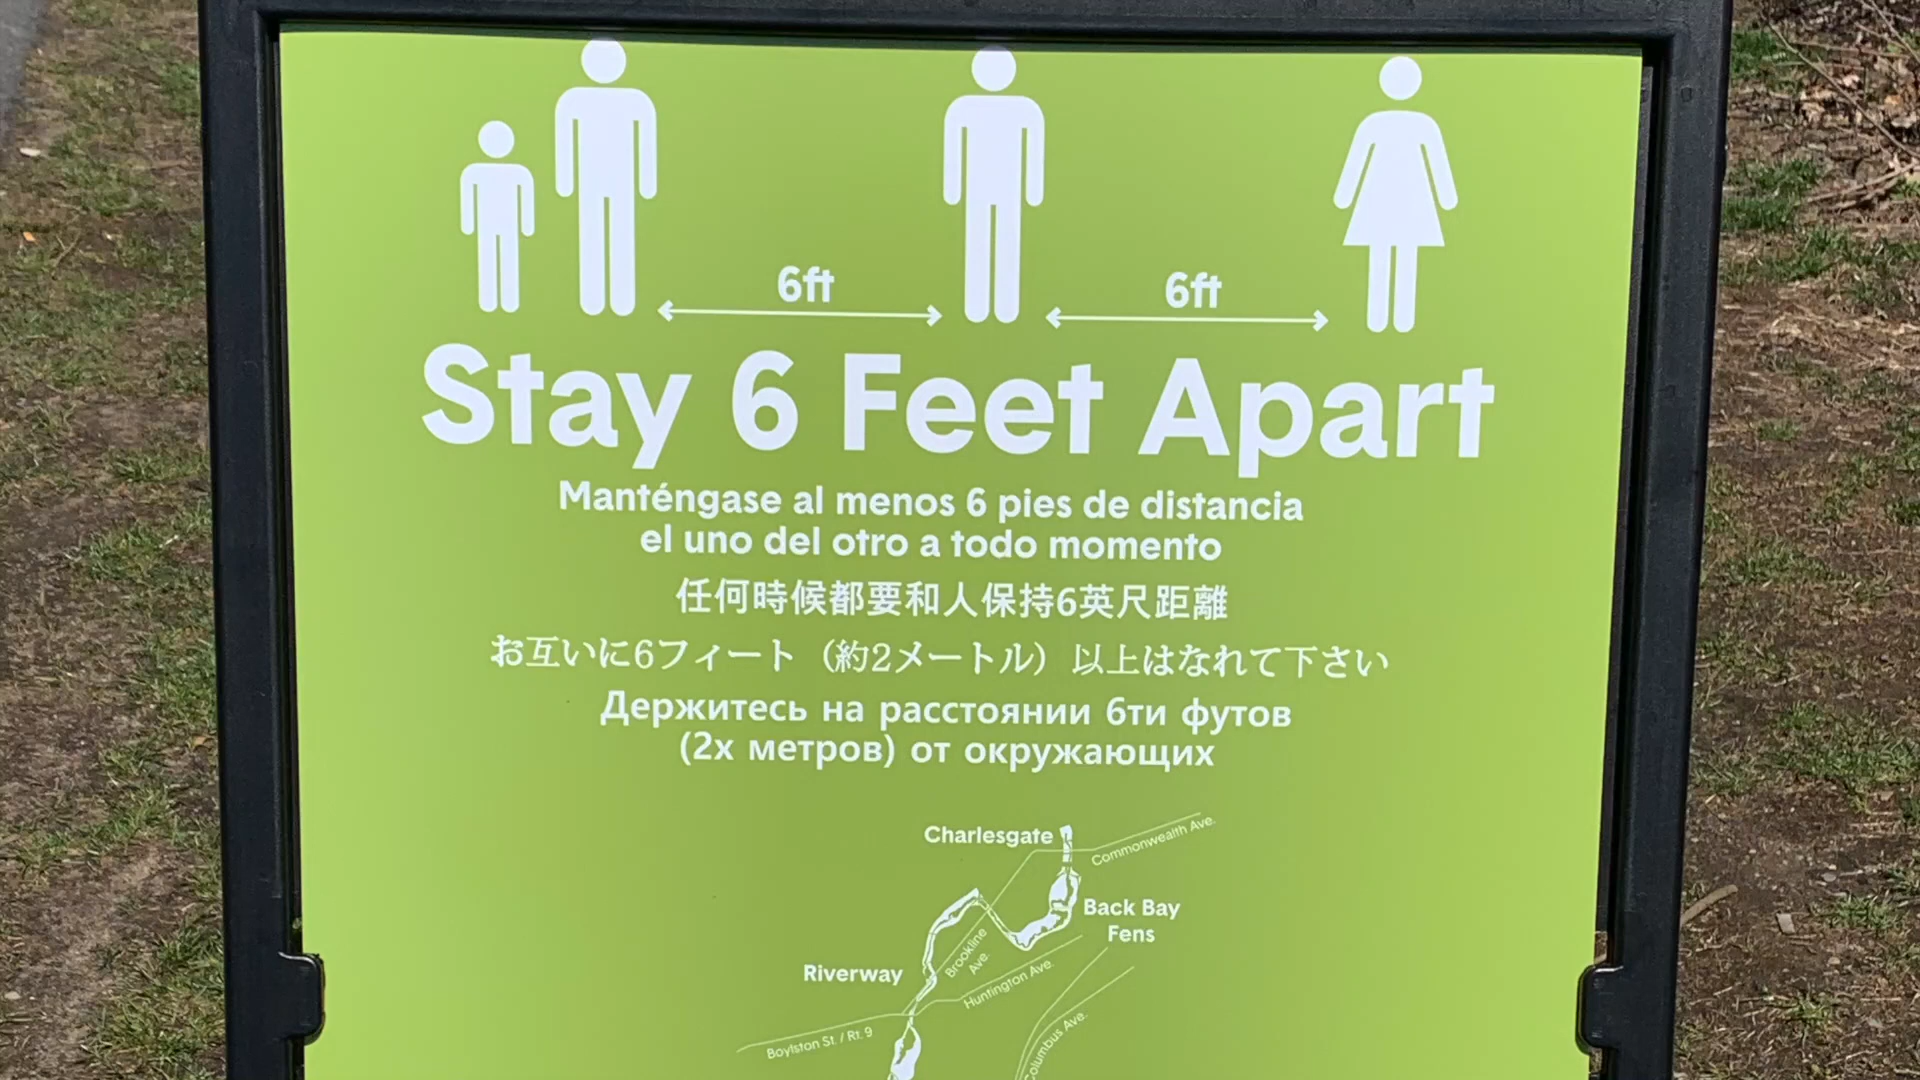 6ft
6ft
Stay 6 Feet Apart
Manténgase al menos 6 pies de distancia
el uno del otro a todo momento
任何時候都要和人保持6英尺距離
お互いに6フィート（約2メートル）以上はなれて下さい
Держитесь на расстоянии 6ти футов
(2х метров) от окружающих
Charlesgate
Commonwealth Ave.
Back Bay
Fens
Brookline
Ave.
Riverway
Huntington Ave.
Boylston St. / Rt. 9
Columbus Ave.